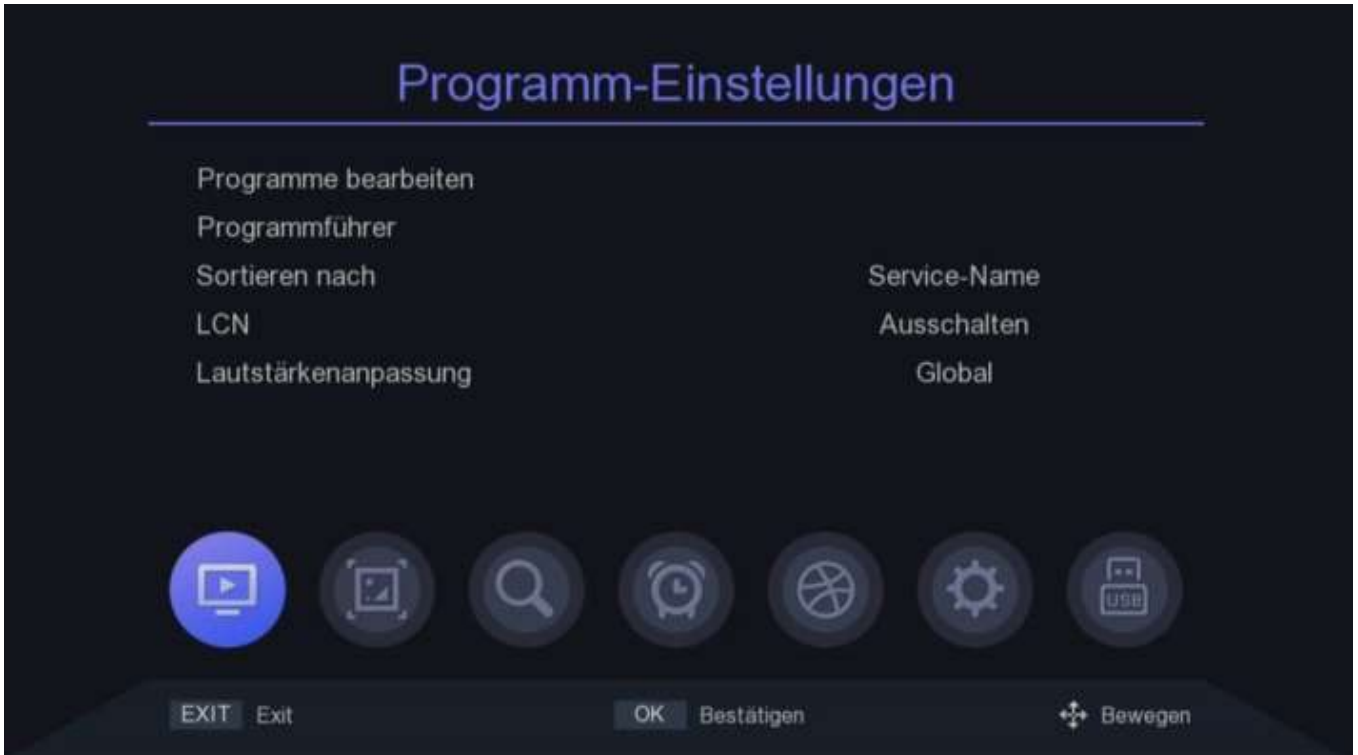 Programm-Einstellungen
Programme bearbeiten
Programmführer
Sortieren nach Service-Name
LCN Ausschalten
Lautstärkenanpassung Global
USB
EXIT Exit OK Bestätigen Bewegen